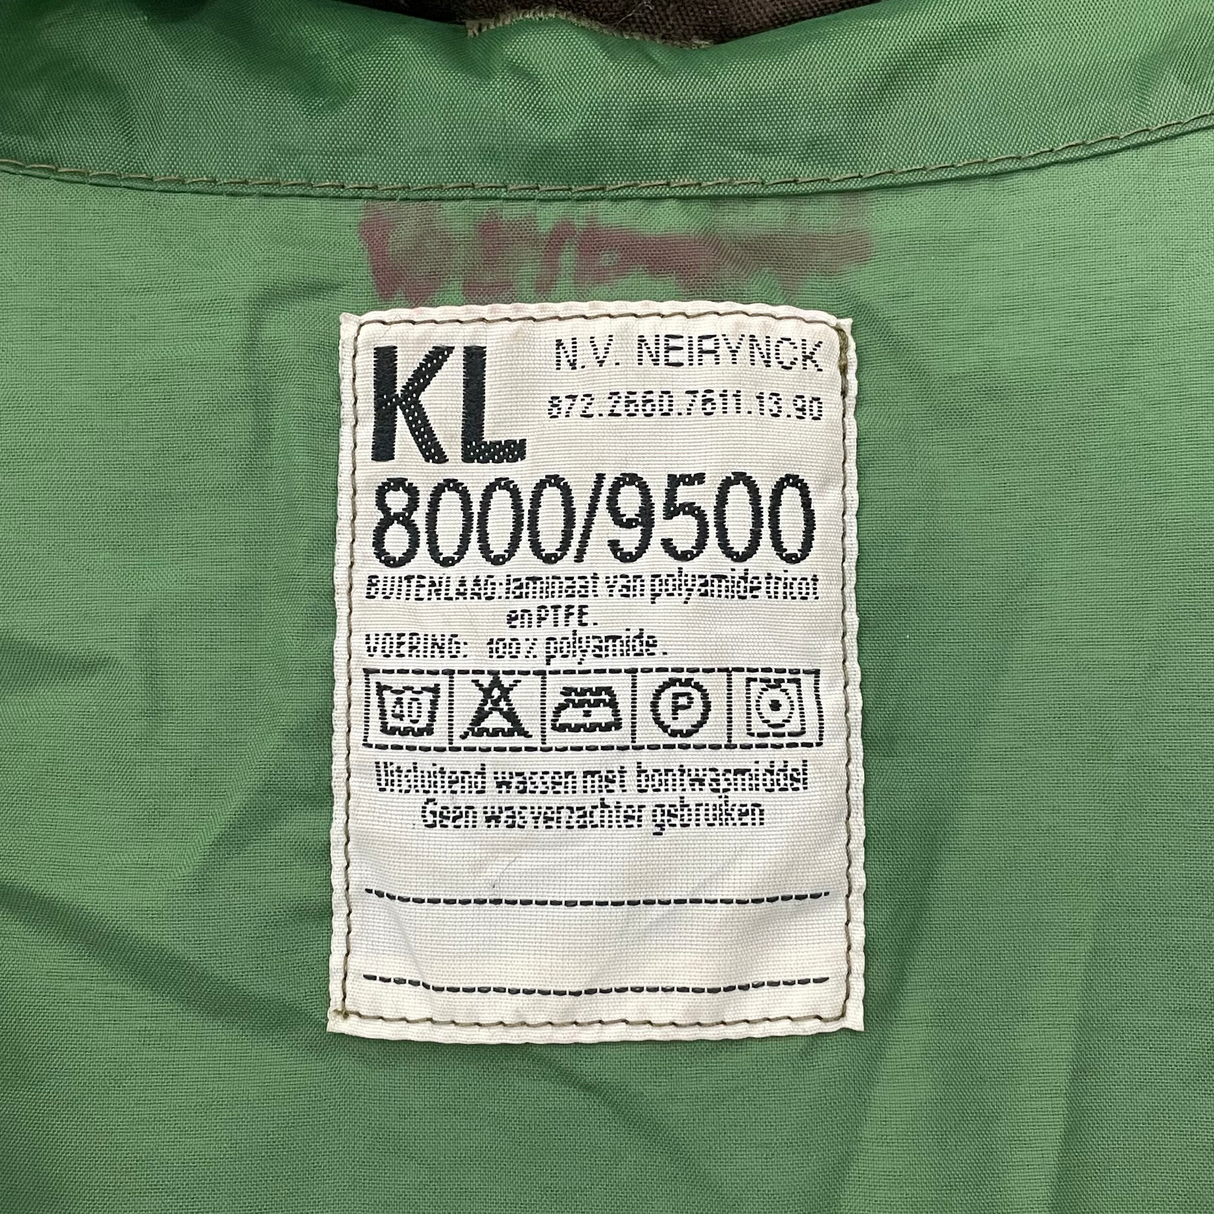 KL
N.V. NEIRYNCK
872.2660.7611.13.90
8000/9500
BUITENLAAG: laminaat van polyamide tricot
en PTFE.
VOERING: 100% polyamide.
40 P
Uitsluitend wassen met bontwasmiddel
Geen wasverzachter gebruiken